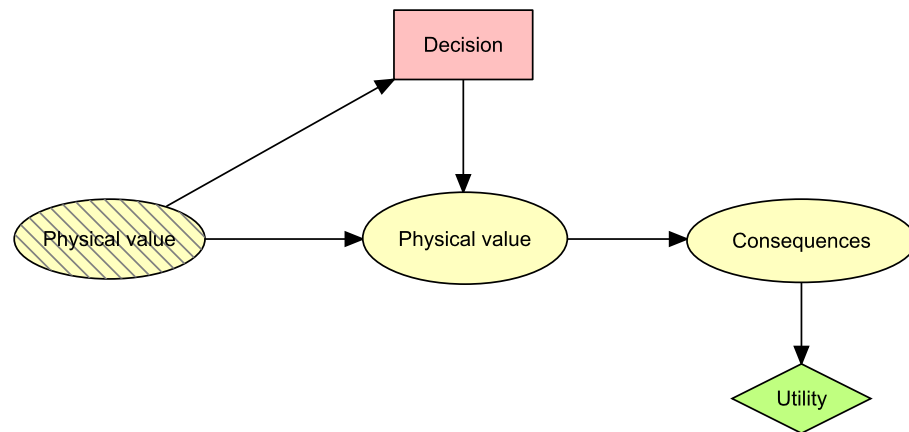 Decision
Physical value
Physical value
Consequences
Utility